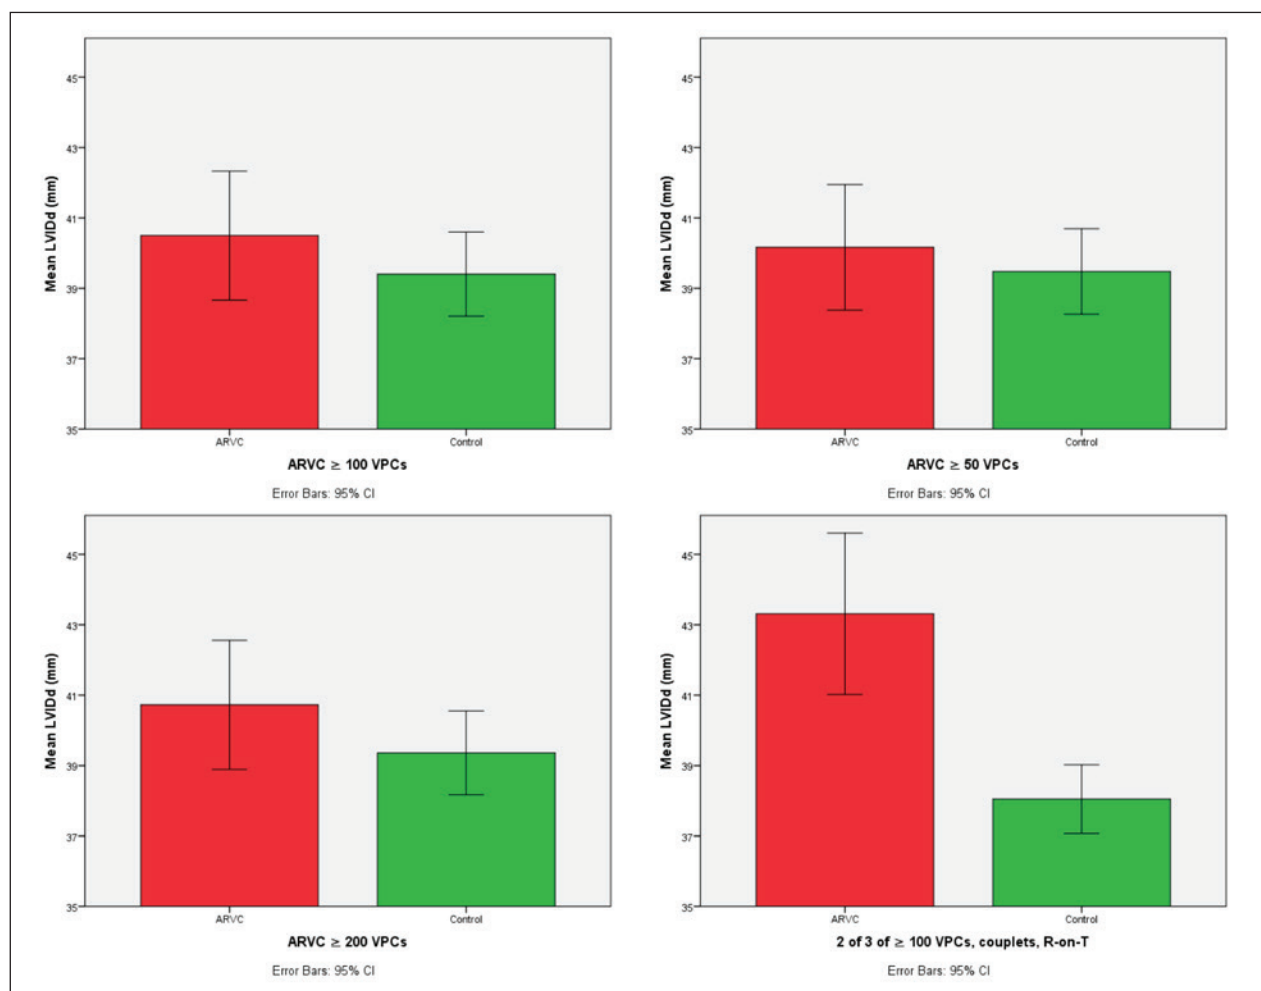 Mean LVIDd (mm)
45
43
41
39
37
35
ARVC
Control
ARVC ≥ 100 VPCs
Error Bars: 95% CI
Mean LVIDd (mm)
45
43
41
39
37
35
ARVC
Control
ARVC ≥ 50 VPCs
Error Bars: 95% CI
Mean LVIDd (mm)
45
43
41
39
37
35
ARVC
Control
ARVC ≥ 200 VPCs
Error Bars: 95% CI
Mean LVIDd (mm)
45
43
41
39
37
35
ARVC
Control
2 of 3 of ≥ 100 VPCs, couplets, R-on-T
Error Bars: 95% CI